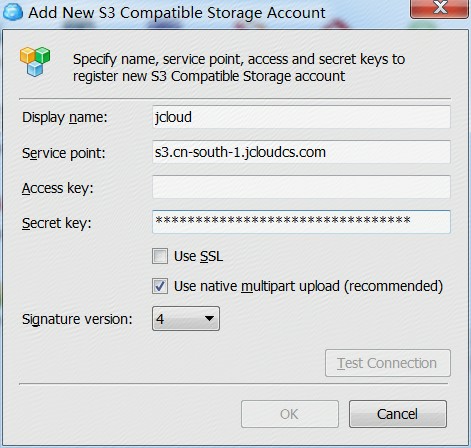 Add New S3 Compatible Storage Account
Specify name, service point, access and secret keys to
register new S3 Compatible Storage account
Display name: jcloud
Service point: s3.cn-south-1.jcloudcs.com
Access key:
Secret key: ********************************
Use SSL
Use native multipart upload (recommended)
Signature version: 4
Test Connection
OK Cancel